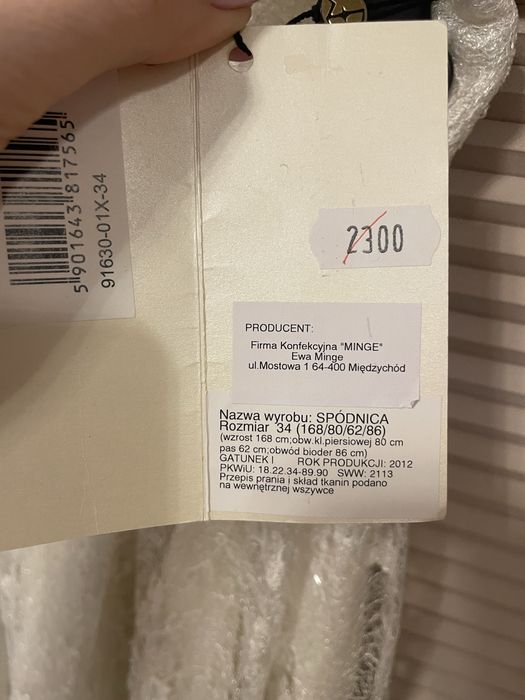 5901643817565
91630-01X-34
2300
PRODUCENT:
Firma Konfekcyjna "MINGE"
Ewa Minge
ul.Mostowa 1 64-400 Międzychód
Nazwa wyrobu: SPÓDNICA
Rozmiar 34 (168/80/62/86)
(wzrost 168 cm;obw.kl.piersiowej 80 cm
pas 62 cm;obwód bioder 86 cm)
GATUNEK I ROK PRODUKCJI: 2012
PKWiU: 18.22.34-89.90 SWW: 2113
Przepis prania i skład tkanin podano
na wewnętrznej wszywce